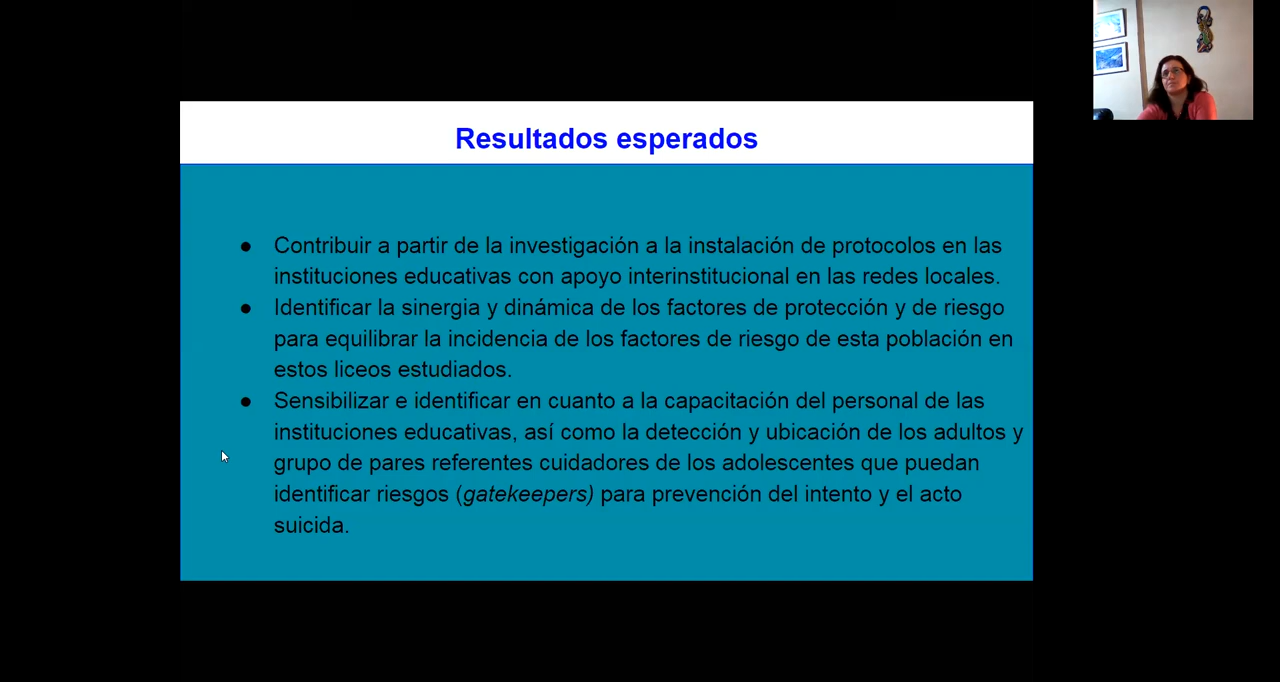 Resultados esperados
● Contribuir a partir de la investigación a la instalación de protocolos en las
instituciones educativas con apoyo interinstitucional en las redes locales.
● Identificar la sinergia y dinámica de los factores de protección y de riesgo
para equilibrar la incidencia de los factores de riesgo de esta población en
estos liceos estudiados.
● Sensibilizar e identificar en cuanto a la capacitación del personal de las
instituciones educativas, así como la detección y ubicación de los adultos y
grupo de pares referentes cuidadores de los adolescentes que puedan
identificar riesgos (gatekeepers) para prevención del intento y el acto
suicida.